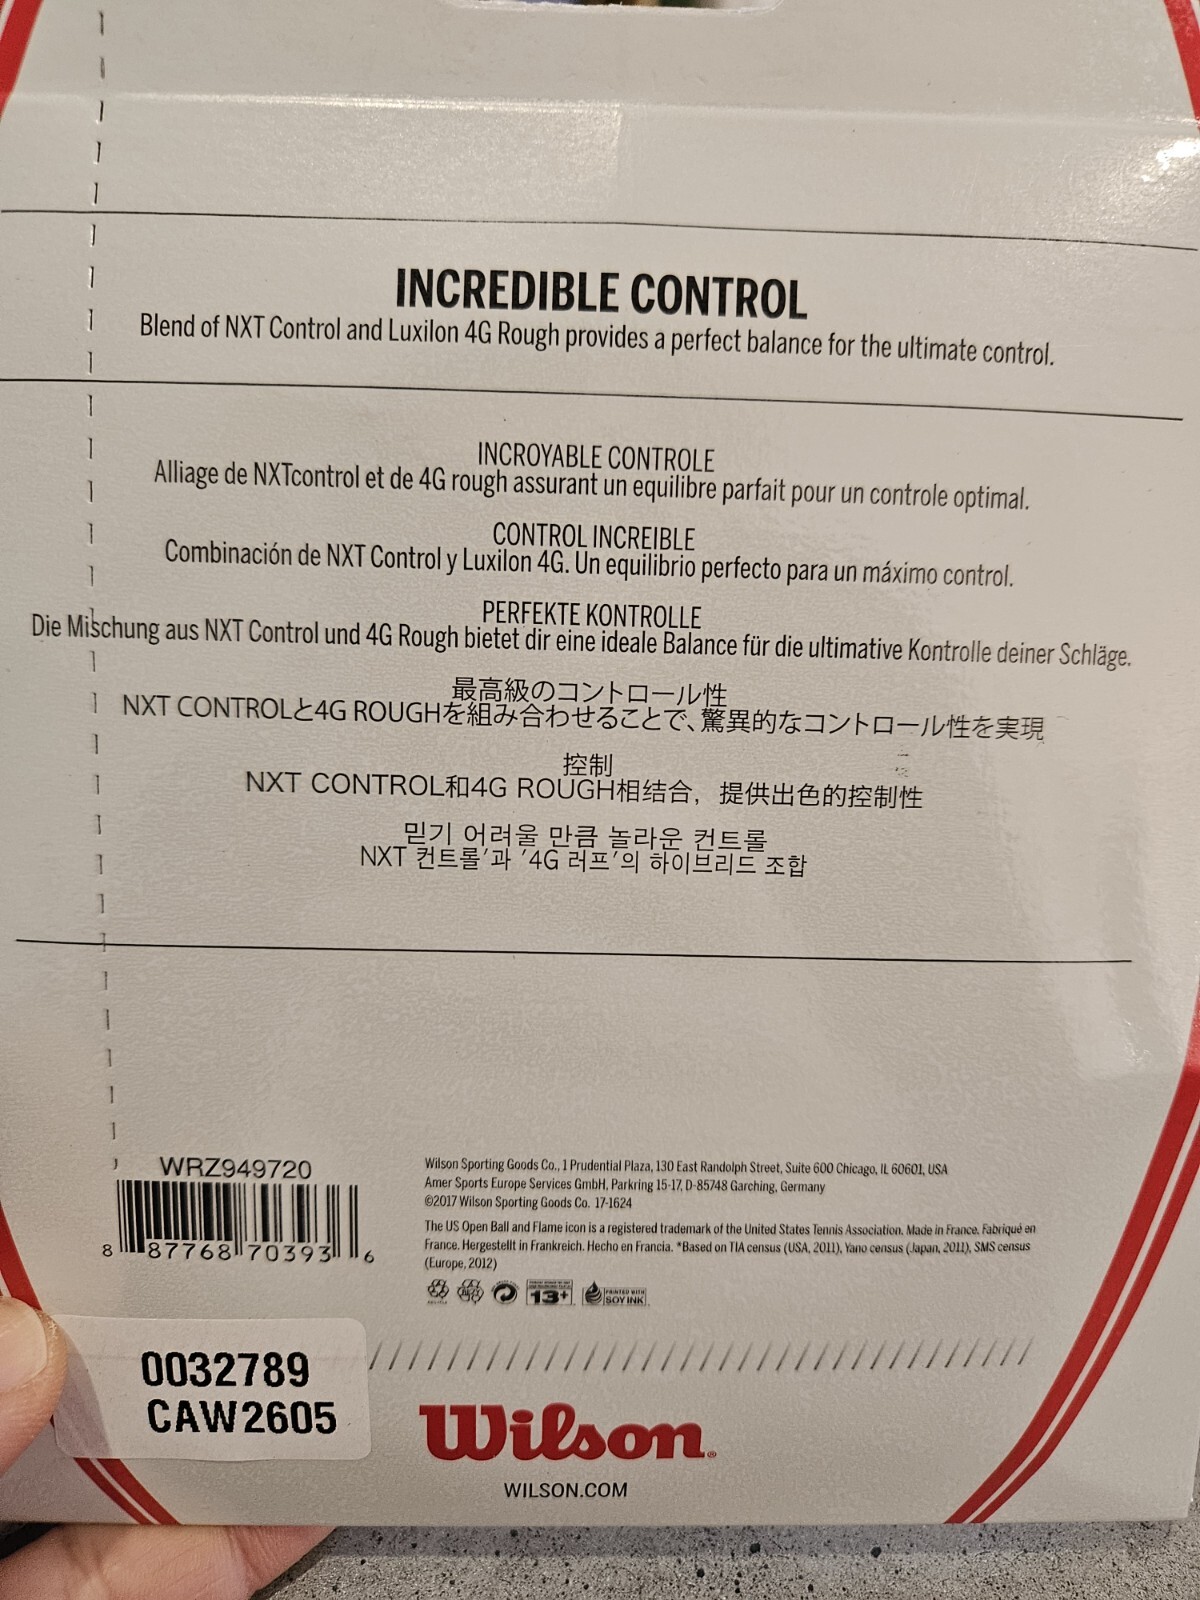 INCREDIBLE CONTROL
Blend of NXT Control and Luxilon 4G Rough provides a perfect balance for the ultimate control.
INCROYABLE CONTROLE
Alliage de NXTcontrol et de 4G rough assurant un equilibre parfait pour un controle optimal.
CONTROL INCREIBLE
Combinación de NXT Control y Luxilon 4G. Un equilibrio perfecto para un máximo control.
PERFEKTE KONTROLLE
Die Mischung aus NXT Control und 4G Rough bietet dir eine ideale Balance für die ultimative Kontrolle deiner Schläge.
最高級のコントロール性
NXT CONTROLと4G ROUGHを組み合わせることで、驚異的なコントロール性を実現
控制
NXT CONTROL和4G ROUGH相结合，提供出色的控制性
믿기 어려울 만큼 놀라운 컨트롤
NXT 컨트롤'과 '4G 러프'의 하이브리드 조합
WRZ949720
8 87768 70393 6
Wilson Sporting Goods Co., 1 Prudential Plaza, 130 East Randolph Street, Suite 600 Chicago, IL 60601, USA
Amer Sports Europe Services GmbH, Parkring 15-17, D-85748 Garching, Germany
©2017 Wilson Sporting Goods Co. 17-1624
The US Open Ball and Flame icon is a registered trademark of the United States Tennis Association. Made in France. Fabriqué en
France. Hergestellt in Frankreich. Hecho en Francia. *Based on TIA census (USA, 2011), Yano census (Japan, 2011), SMS census
(Europe, 2012)
13+
PRINTED WITH
SOY INK
0032789
CAW2605
Wilson®
WILSON.COM